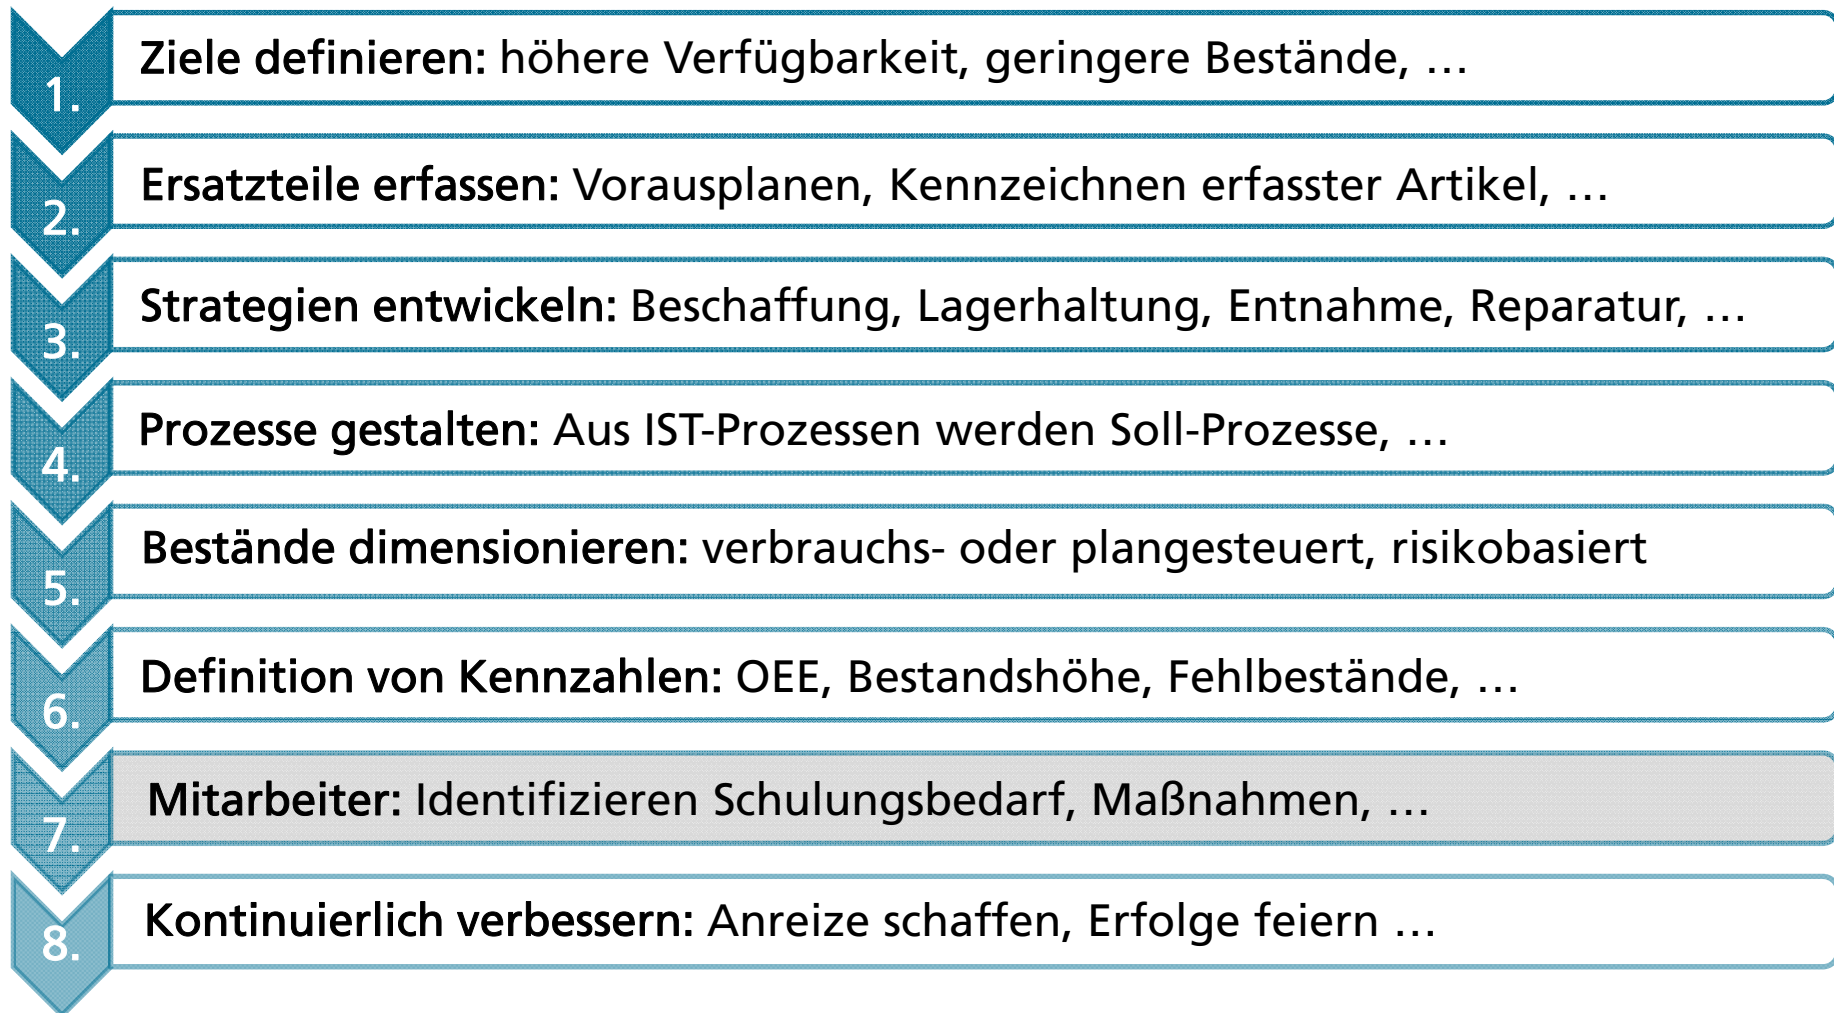 1. Ziele definieren: höhere Verfügbarkeit, geringere Bestände, …
2. Ersatzteile erfassen: Vorausplanen, Kennzeichnen erfasster Artikel, …
3. Strategien entwickeln: Beschaffung, Lagerhaltung, Entnahme, Reparatur, …
4. Prozesse gestalten: Aus IST-Prozessen werden Soll-Prozesse, …
5. Bestände dimensionieren: verbrauchs- oder plangesteuert, risikobasiert
6. Definition von Kennzahlen: OEE, Bestandshöhe, Fehlbestände, …
7. Mitarbeiter: Identifizieren Schulungsbedarf, Maßnahmen, …
8. Kontinuierlich verbessern: Anreize schaffen, Erfolge feiern …